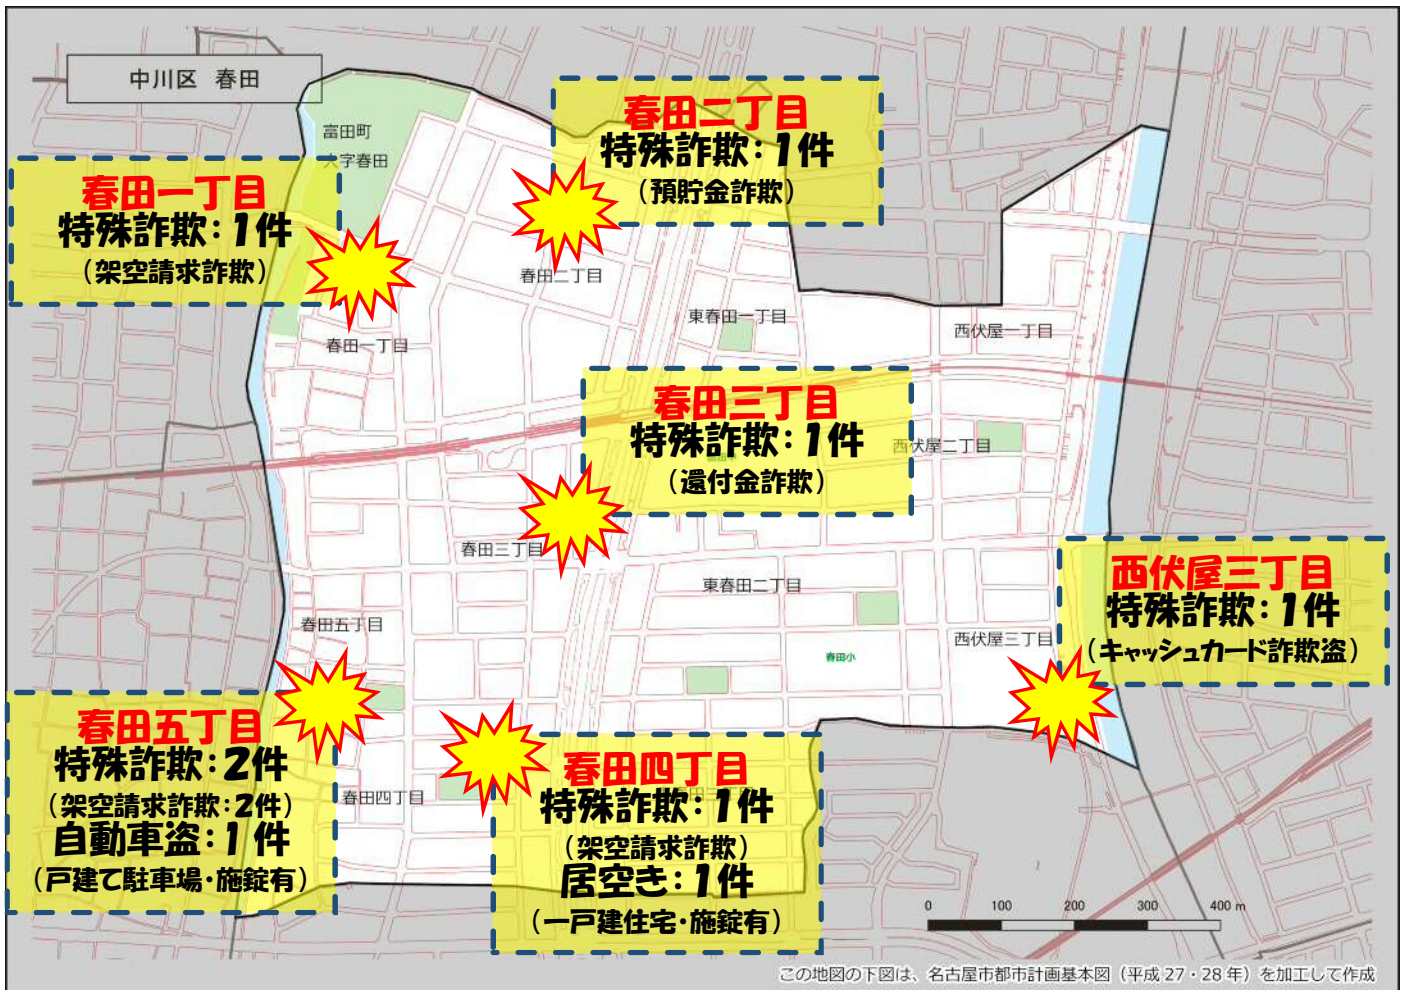 中川区 春田
富田町
大字春田
春田一丁目
特殊詐欺：1件
（架空請求詐欺）
春田二丁目
特殊詐欺：1件
（預貯金詐欺）
春田二丁目
春田一丁目
東春田一丁目
西伏屋一丁目
春田三丁目
特殊詐欺：1件
（還付金詐欺）
西伏屋二丁目
春田三丁目
東春田二丁目
西伏屋三丁目
特殊詐欺：1件
（キャッシュカード詐欺盗）
春田五丁目
西伏屋三丁目
春田小
春田五丁目
特殊詐欺：2件
（架空請求詐欺：2件）
自動車盗：1件
（戸建て駐車場・施錠有）
春田四丁目
春田四丁目
特殊詐欺：1件
（架空請求詐欺）
居空き：1件
（一戸建住宅・施錠有）
0 100 200 300 400 m
この地図の下図は、名古屋市都市計画基本図（平成27・28年）を加工して作成